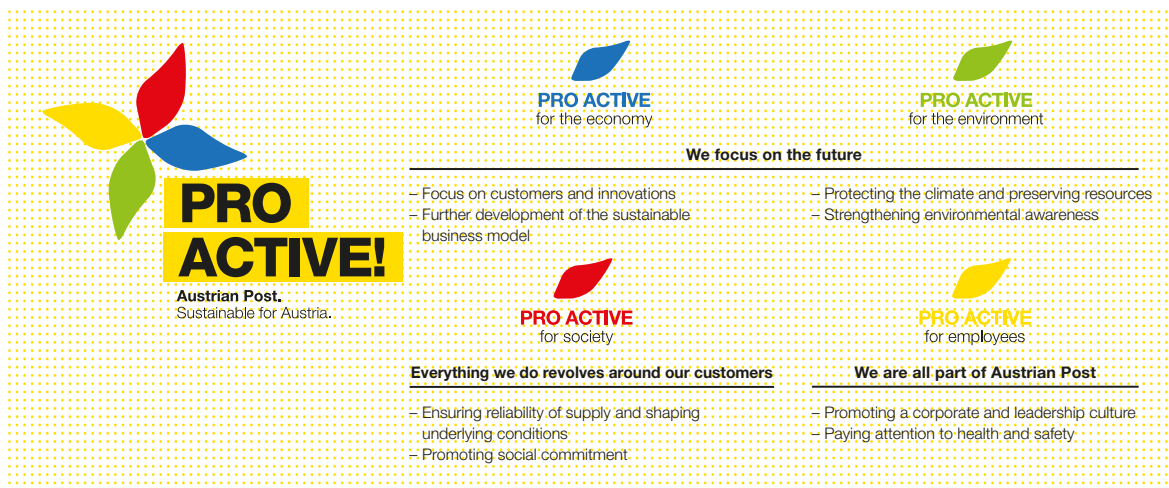 PRO
ACTIVE!
Austrian Post.
Sustainable for Austria.
PRO ACTIVE
for the economy
PRO ACTIVE
for the environment
We focus on the future
– Focus on customers and innovations
– Further development of the sustainable
business model
– Protecting the climate and preserving resources
– Strengthening environmental awareness
PRO ACTIVE
for society
Everything we do revolves around our customers
– Ensuring reliability of supply and shaping
underlying conditions
– Promoting social commitment
PRO ACTIVE
for employees
We are all part of Austrian Post
– Promoting a corporate and leadership culture
– Paying attention to health and safety